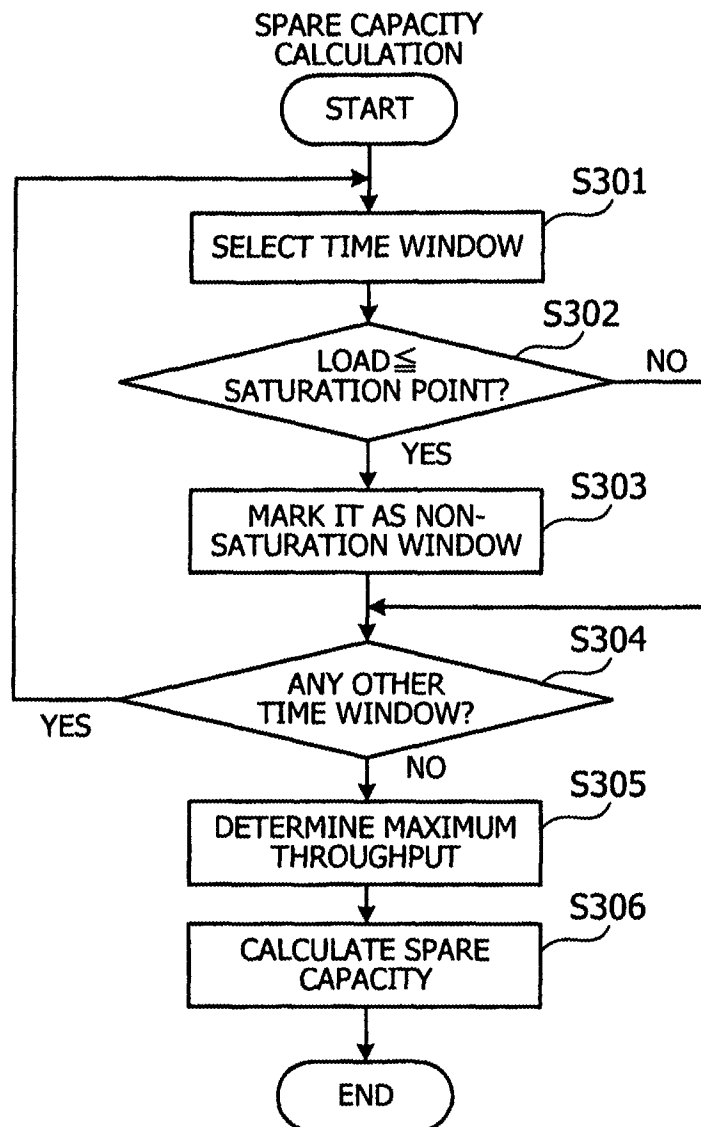 SPARE CAPACITY
CALCULATION
START
S301
SELECT TIME WINDOW
S302
LOAD≦
SATURATION POINT?
NO
YES
S303
MARK IT AS NON-
SATURATION WINDOW
S304
ANY OTHER
TIME WINDOW?
YES
NO
S305
DETERMINE MAXIMUM
THROUGHPUT
S306
CALCULATE SPARE
CAPACITY
END